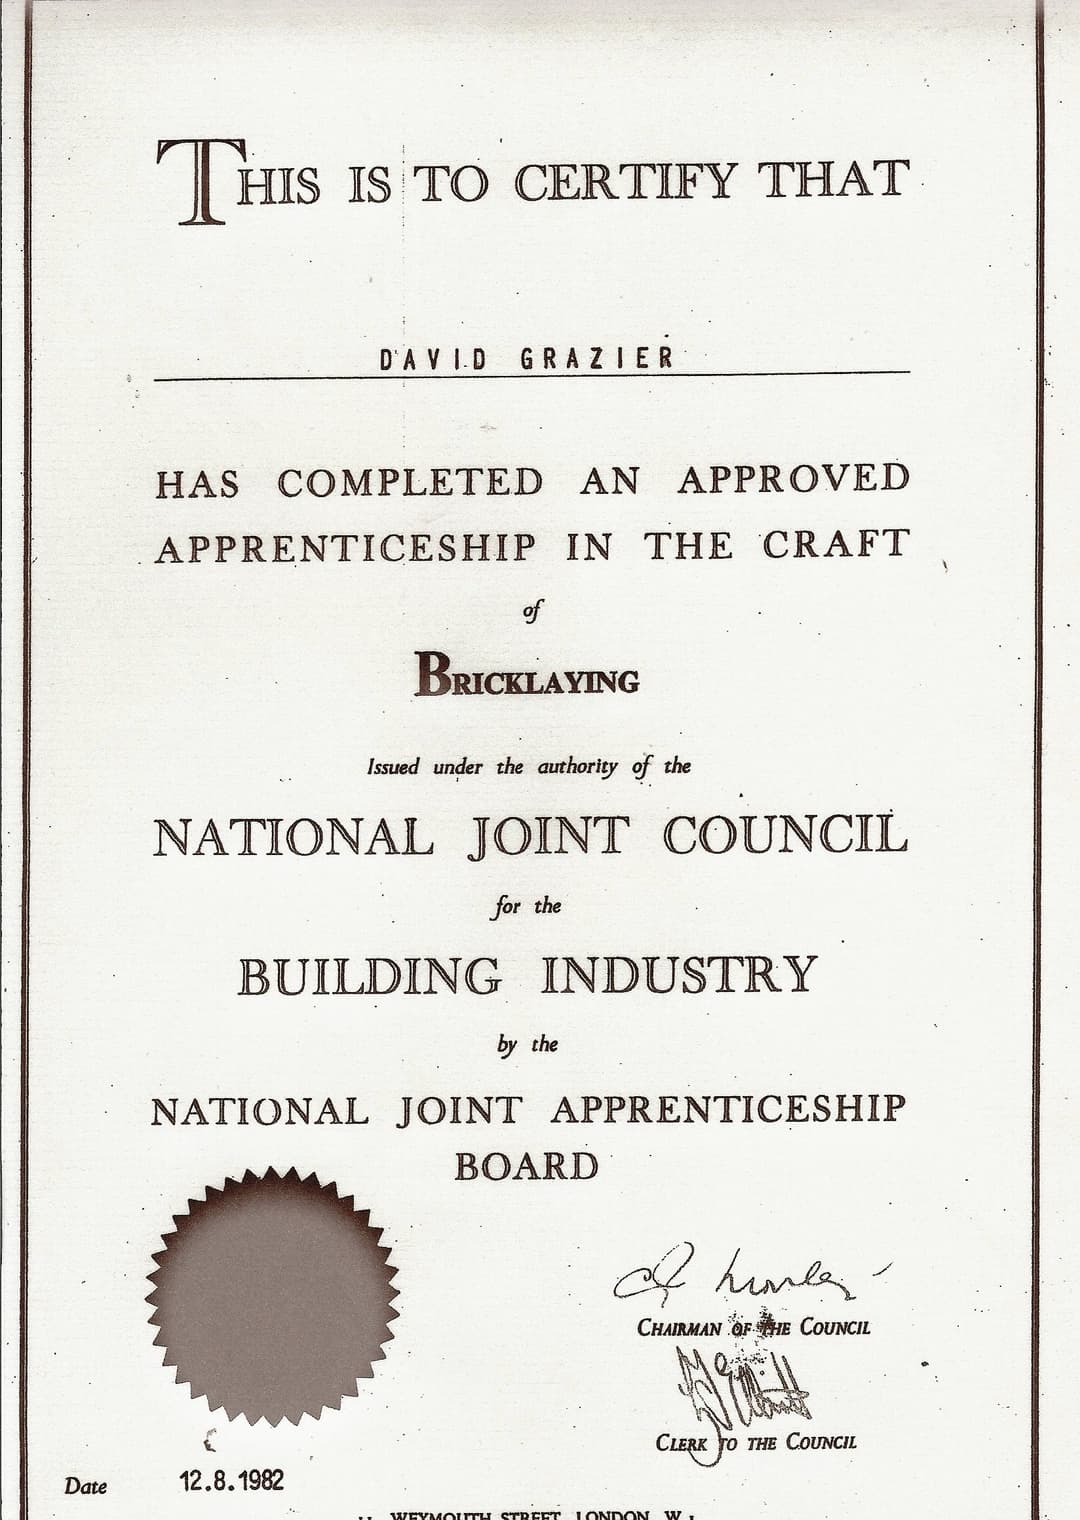 THIS IS TO CERTIFY THAT
DAVID GRAZIER
HAS COMPLETED AN APPROVED
APPRENTICESHIP IN THE CRAFT
of
BRICKLAYING
Issued under the authority of the
NATIONAL JOINT COUNCIL
for the
BUILDING INDUSTRY
by the
NATIONAL JOINT APPRENTICESHIP
BOARD
CHAIRMAN OF THE COUNCIL
CLERK TO THE COUNCIL
Date 12.8.1982
WEYMOUTH STREET, LONDON, W.1